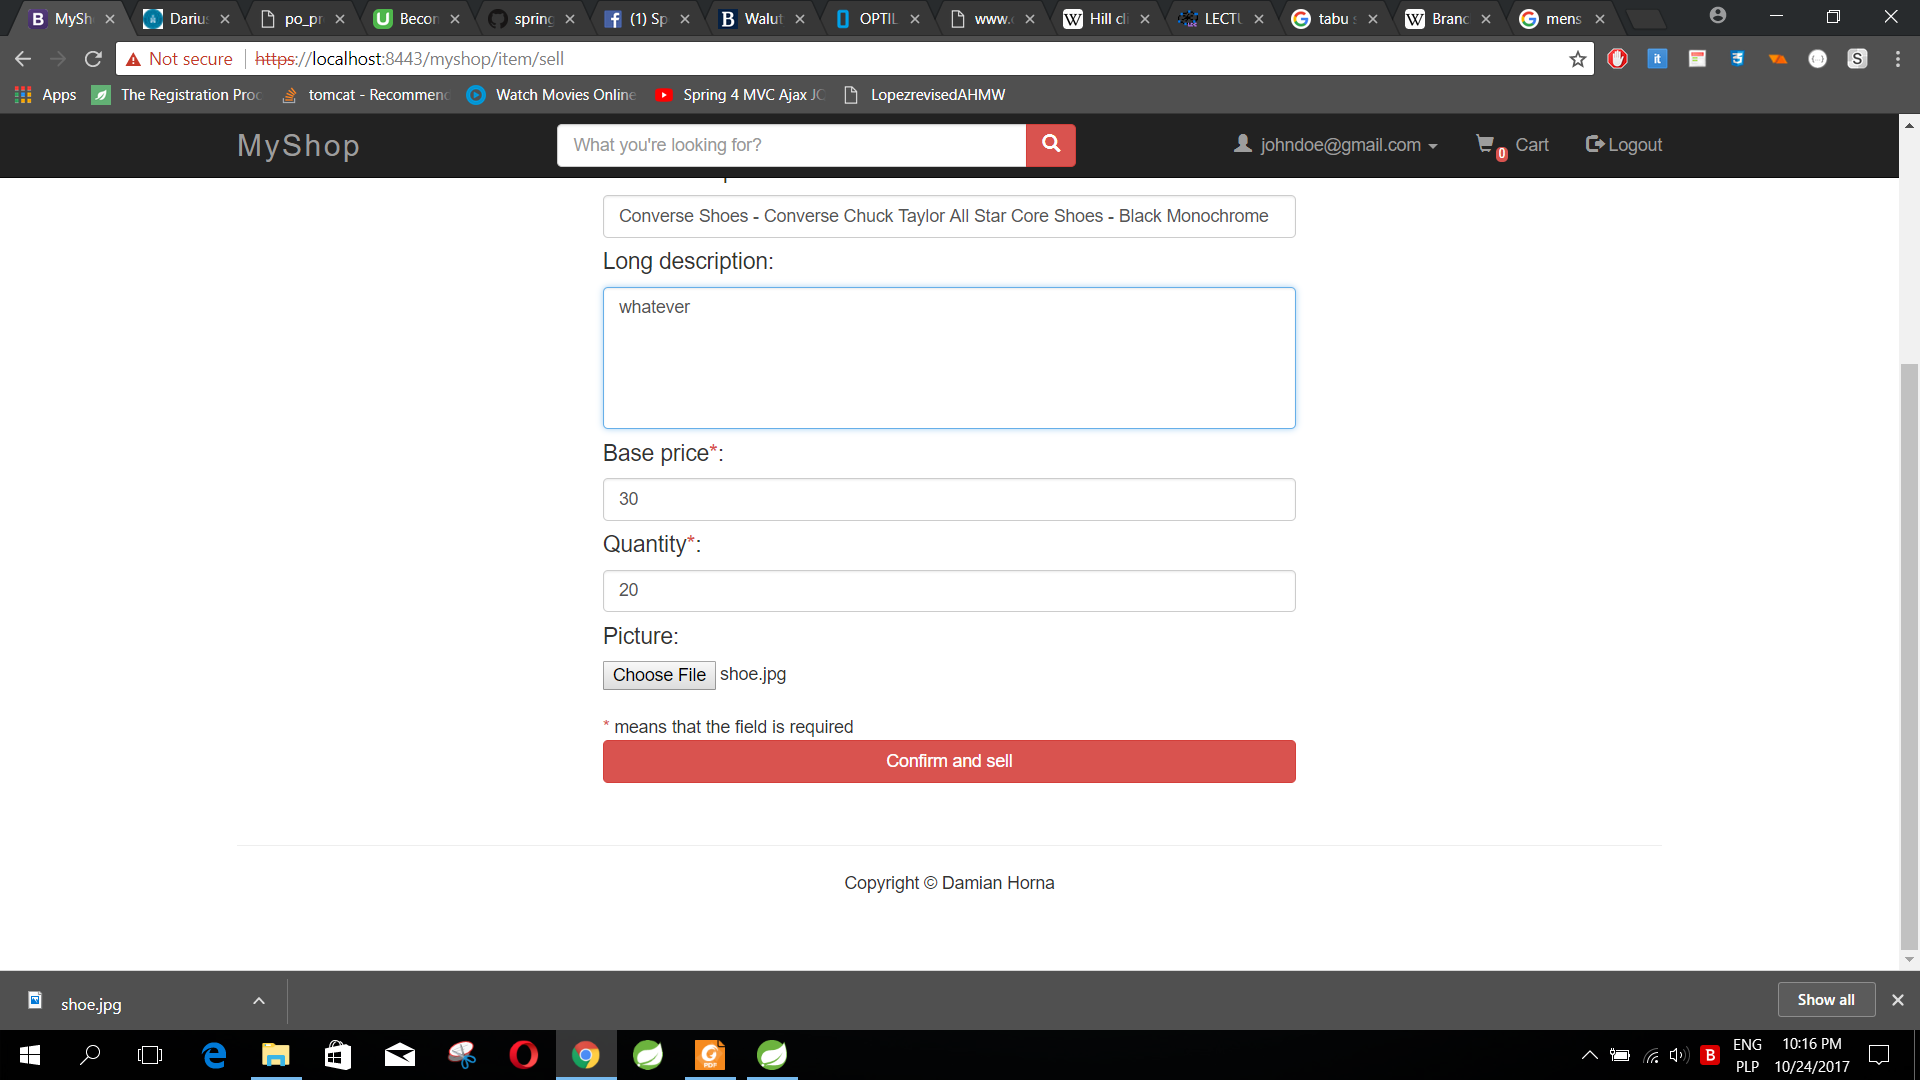 MySh
Darius
po_pr
Becon
spring
(1) Sp
Walut
OPTIL
www.
Hill cli
LECTU
tabu s
Branc
mens
Not secure
https://localhost:8443/myshop/item/sell
Apps
The Registration Proc
tomcat - Recommen
Watch Movies Online
Spring 4 MVC Ajax JC
LopezrevisedAHMW
MyShop
What you're looking for?
johndoe@gmail.com
0
Cart
Logout
Converse Shoes - Converse Chuck Taylor All Star Core Shoes - Black Monochrome
Long description:
whatever
Base price*:
30
Quantity*:
20
Picture:
Choose File shoe.jpg
* means that the field is required
Confirm and sell
Copyright © Damian Horna
shoe.jpg
Show all
ENG
PLP
10:16 PM
10/24/2017